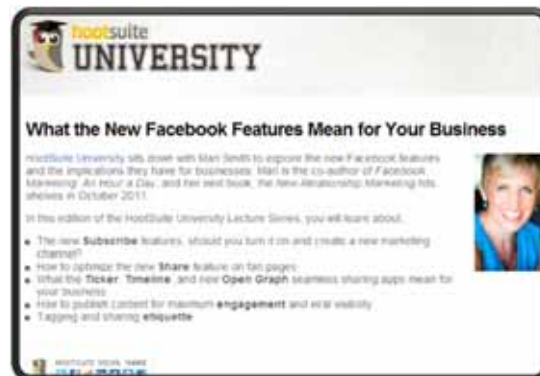 hootsuite
UNIVERSITY
What the New Facebook Features Mean for Your Business
HootSuite University sits down with Mari Smith to explore the new Facebook features
and the implications they have for businesses. Mari is the co-author of Facebook
Marketing: An Hour a Day, and her next book, the New Relationship Marketing hits
shelves in October 2011.
In this edition of the HootSuite University Lecture Series, you will learn about:
The new Subscribe features, should you turn it on and create a new marketing
channel?
How to optimize the new Share feature on fan pages
What the Ticker, Timeline, and new Open Graph seamless sharing apps mean for
your business
How to publish content for maximum engagement and viral visibility
Tagging and sharing etiquette